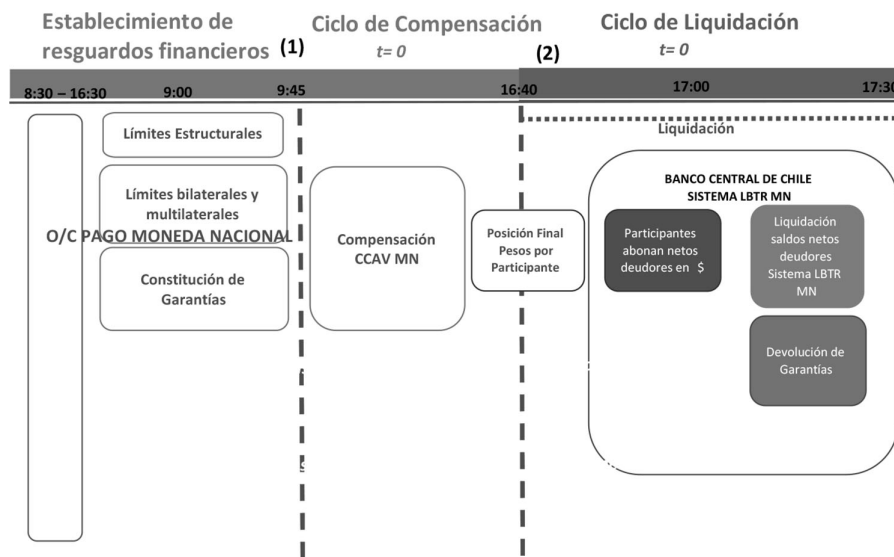 Establecimiento de
resguardos financieros
(1)
Ciclo de Compensación
t= 0
(2)
Ciclo de Liquidación
t= 0
8:30 – 16:30
9:00
9:45
16:40
17:00
17:30
Límites Estructurales
Límites bilaterales y
multilaterales
O/C PAGO MONEDA NACIONAL
Constitución de
Garantías
Compensación
CCAV MN
Posición Final
Pesos por
Participante
Liquidación
BANCO CENTRAL DE CHILE
SISTEMA LBTR MN
Participantes
abonan netos
deudores en $
Liquidación
saldos netos
deudores
Sistema LBTR
MN
Devolución de
Garantías